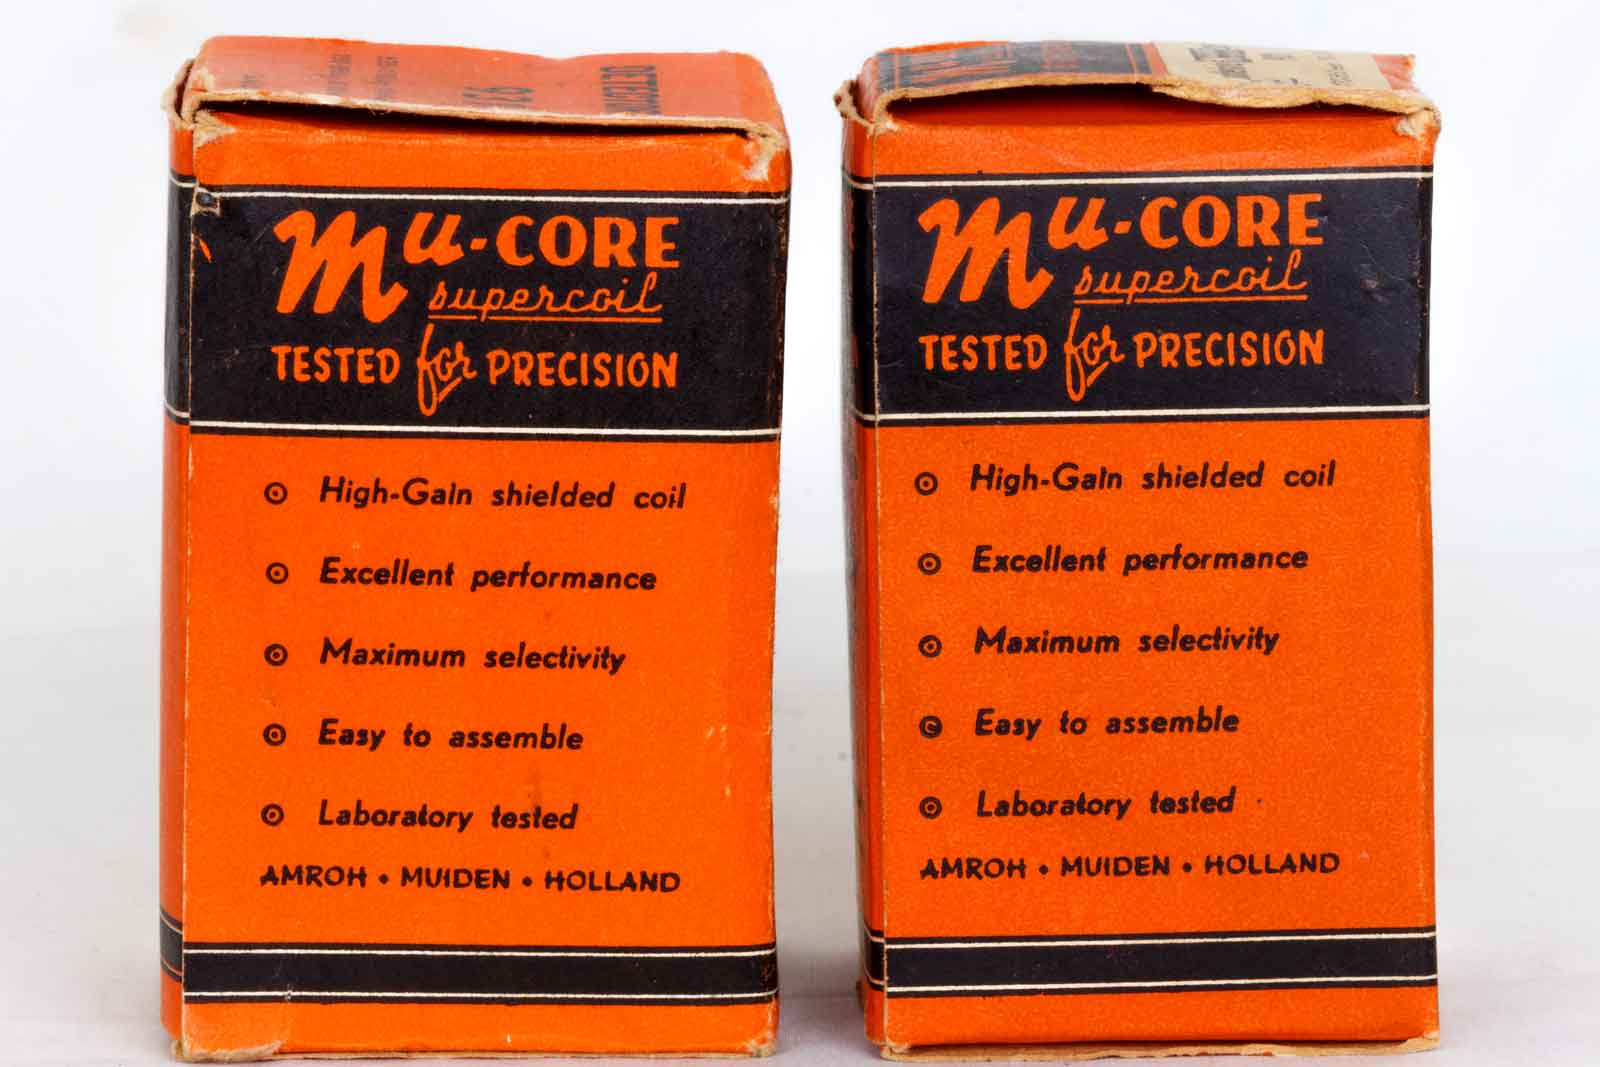 Mu-CORE
supercoil
TESTED for PRECISION
High-Gain shielded coil
Excellent performance
Maximum selectivity
Easy to assemble
Laboratory tested
AMROH • MUIDEN • HOLLAND
Mu-CORE
supercoil
TESTED for PRECISION
High-Gain shielded coil
Excellent performance
Maximum selectivity
Easy to assemble
Laboratory tested
AMROH • MUIDEN • HOLLAND